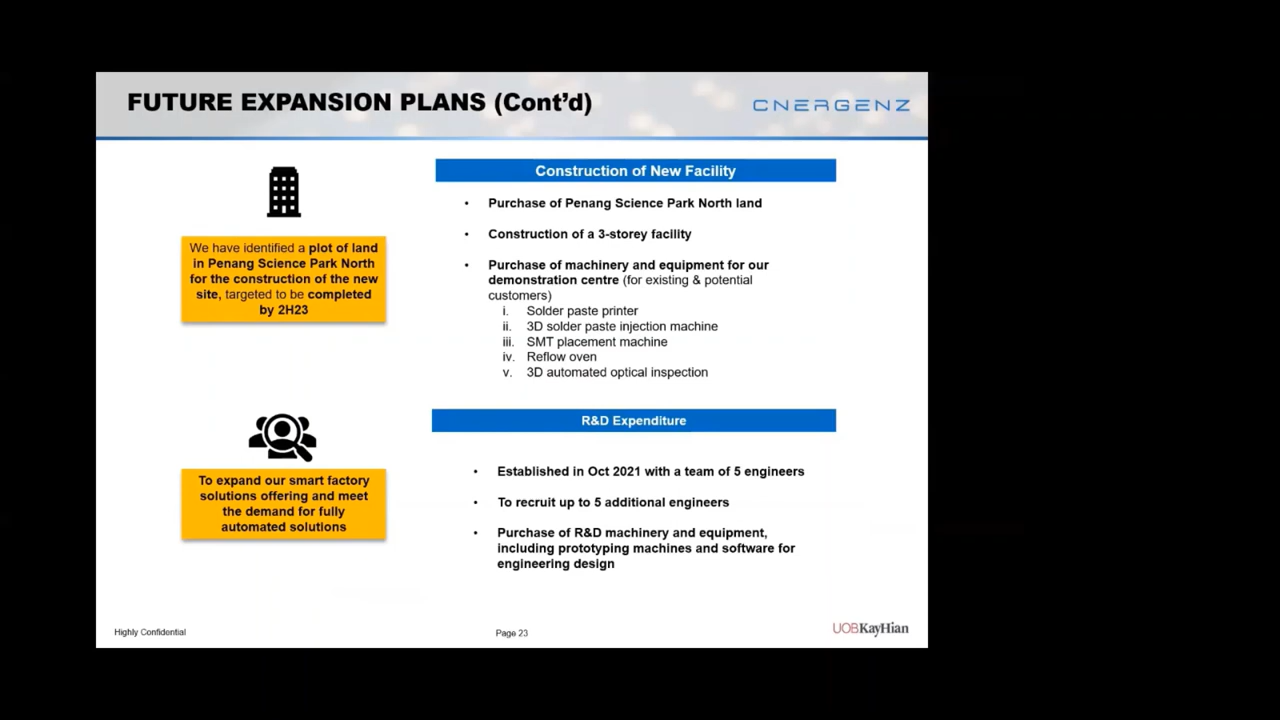 FUTURE EXPANSION PLANS (Cont'd)
CNERGENZ
Construction of New Facility
We have identified a plot of land
in Penang Science Park North
for the construction of the new
site, targeted to be completed
by 2H23
• Purchase of Penang Science Park North land
• Construction of a 3-storey facility
• Purchase of machinery and equipment for our
demonstration centre (for existing & potential
customers)
i. Solder paste printer
ii. 3D solder paste injection machine
iii. SMT placement machine
iv. Reflow oven
v. 3D automated optical inspection
R&D Expenditure
To expand our smart factory
solutions offering and meet
the demand for fully
automated solutions
• Established in Oct 2021 with a team of 5 engineers
• To recruit up to 5 additional engineers
• Purchase of R&D machinery and equipment,
including prototyping machines and software for
engineering design
Highly Confidential
Page 23
UOBKayHian